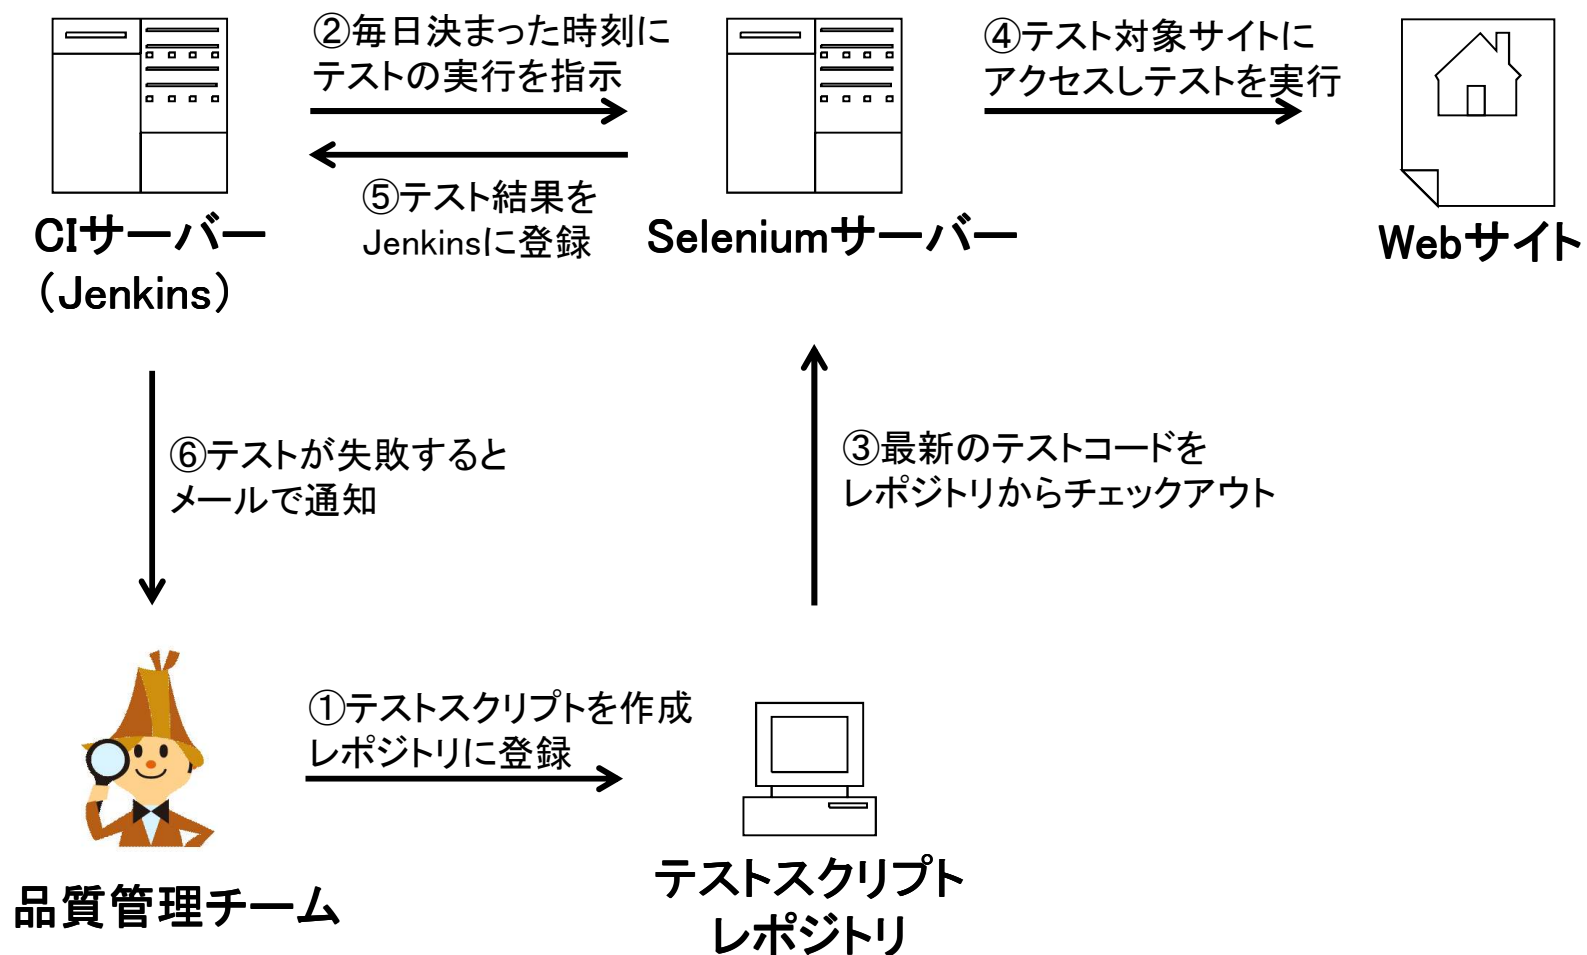 ②毎日決まった時刻に
テストの実行を指示
④テスト対象サイトに
アクセスしテストを実行
⑤テスト結果を
Jenkinsに登録
CIサーバー
（Jenkins）
Seleniumサーバー
Webサイト
⑥テストが失敗すると
メールで通知
③最新のテストコードを
レポジトリからチェックアウト
①テストスクリプトを作成
レポジトリに登録
品質管理チーム
テストスクリプト
レポジトリ